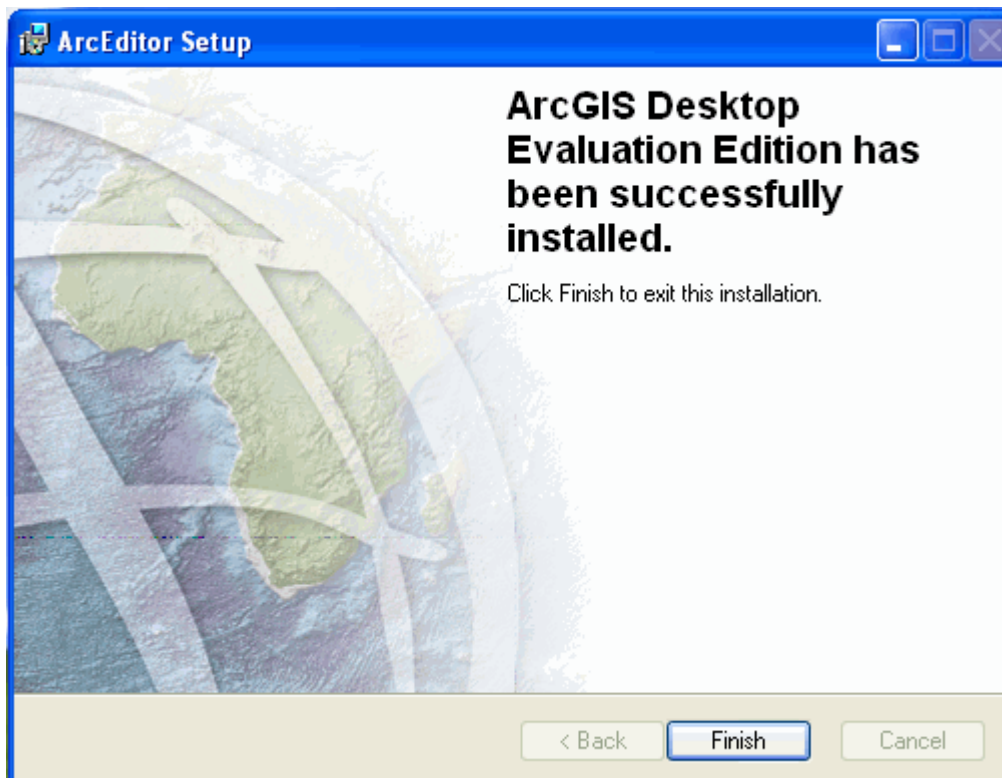 ArcEditor Setup
ArcGIS Desktop
Evaluation Edition has
been successfully
installed.
Click Finish to exit this installation.
< Back
Finish
Cancel